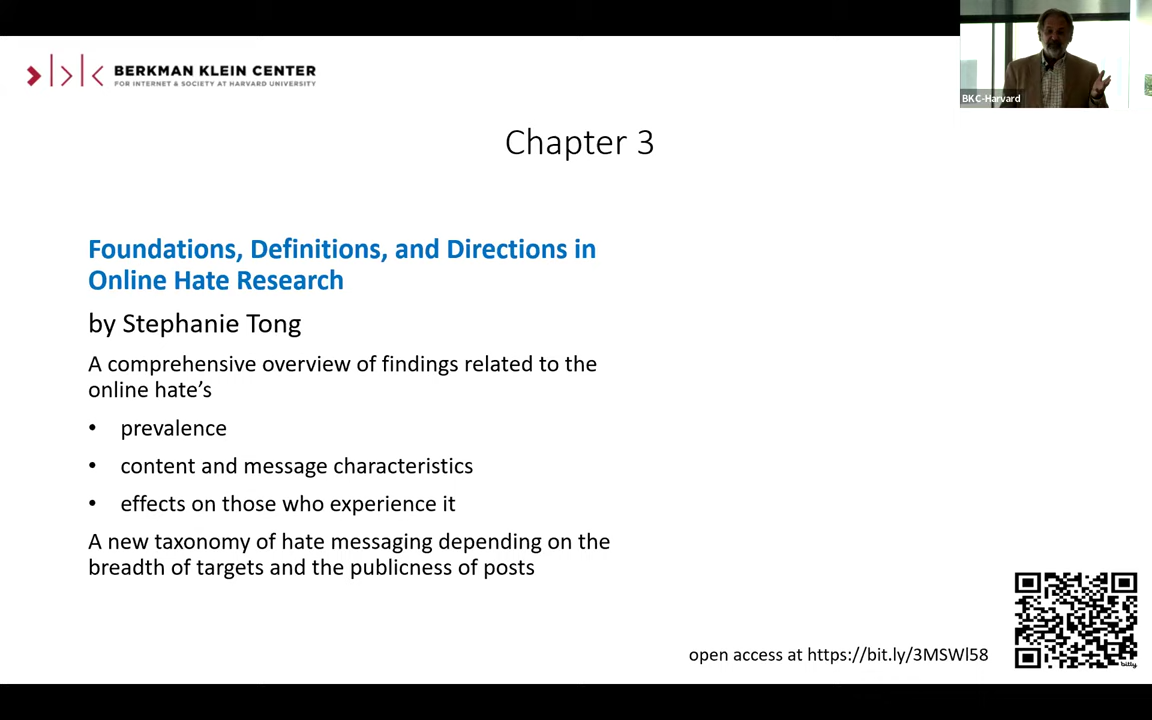 BKC-Harvard
BERKMAN KLEIN CENTER
FOR INTERNET & SOCIETY AT HARVARD UNIVERSITY
Chapter 3
Foundations, Definitions, and Directions in
Online Hate Research
by Stephanie Tong
A comprehensive overview of findings related to the
online hate’s
• prevalence
• content and message characteristics
• effects on those who experience it
A new taxonomy of hate messaging depending on the
breadth of targets and the publicness of posts
open access at https://bit.ly/3MSWl58
bitly